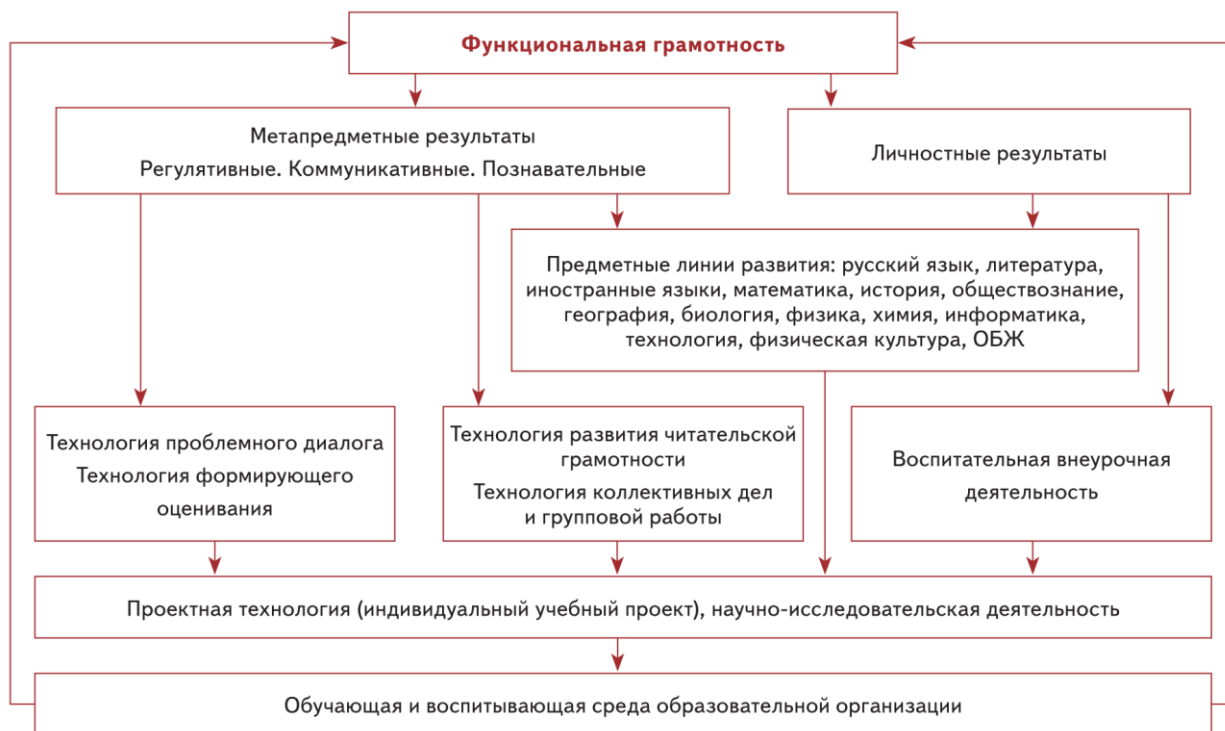 Функциональная грамотность
Метапредметные результаты
Регулятивные. Коммуникативные. Познавательные
Личностные результаты
Предметные линии развития: русский язык, литература,
иностранные языки, математика, история, обществознание,
география, биология, физика, химия, информатика,
технология, физическая культура, ОБЖ
Технология проблемного диалога
Технология формирующего
оценивания
Технология развития читательской
грамотности
Технология коллективных дел
и групповой работы
Воспитательная внеурочная
деятельность
Проектная технология (индивидуальный учебный проект), научно-исследовательская деятельность
Обучающая и воспитывающая среда образовательной организации